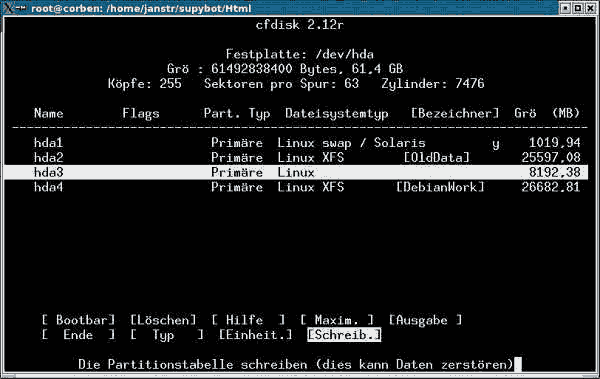 root@corben: /home/janstr/supybot/Html
cfdisk 2.12r
Festplatte: /dev/hda
Grö : 61492838400 Bytes, 61,4 GB
Köpfe: 255 Sektoren pro Spur: 63 Zylinder: 7476
Name Flags Part. Typ Dateisystemtyp [Bezeichner] Grö (MB)
hda1 Primäre Linux swap / Solaris y 1019,94
hda2 Primäre Linux XFS [OldData] 25597,08
hda3 Primäre Linux 8192,38
hda4 Primäre Linux XFS [DebianWork] 26682,81
[ Bootbar] [Löschen] [ Hilfe ] [ Maxim. ] [Ausgabe ]
[ Ende ] [ Typ ] [Einheit.] [Schreib.]
Die Partitionstabelle schreiben (dies kann Daten zerstören)